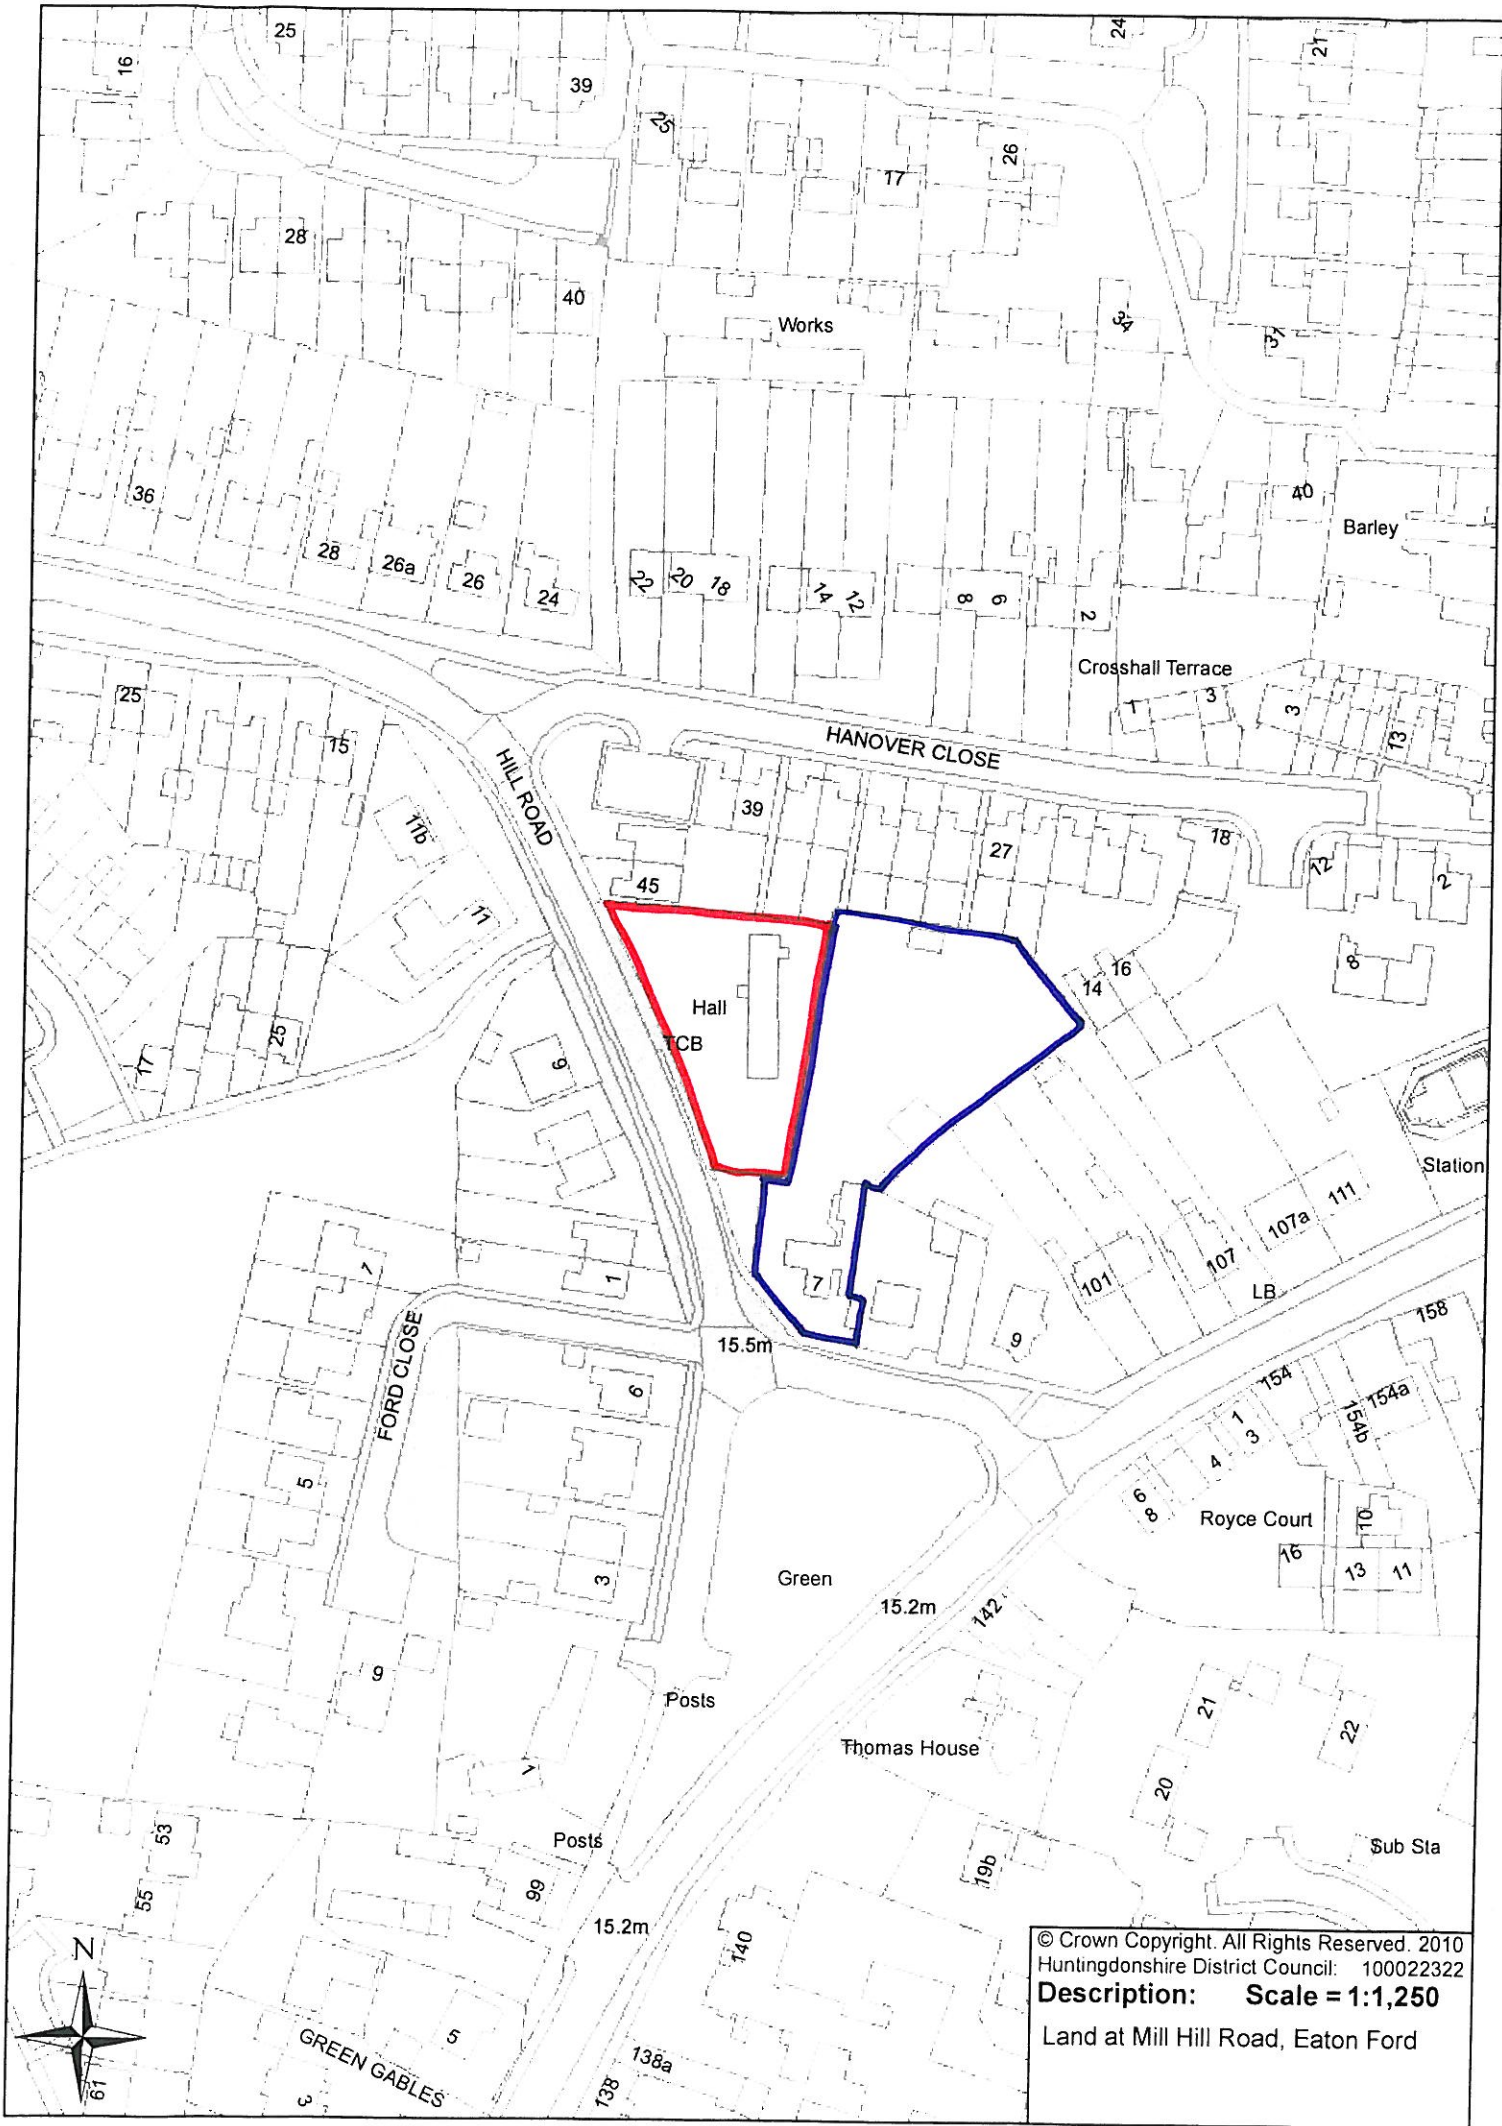 25
24
21
16
39
25
26
17
28
40
34
Works
37
36
40
Barley
28
26a
26
24
22
20
18
14
12
8
6
2
Crosshall Terrace
1
3
3
13
25
15
HANOVER CLOSE
HILL ROAD
39
11b
27
18
12
2
45
11
8
16
14
Hall
TCB
25
17
9
Station
111
107a
107
101
LB
7
1
7
158
9
15.5m
FORD CLOSE
6
154
154a
154b
1
3
4
5
6
8
Royce Court
10
16
13
11
Green
3
15.2m
142
9
Posts
21
22
Thomas House
20
1
Posts
53
Sub Sta
19b
99
55
15.2m
140
N
© Crown Copyright. All Rights Reserved. 2010
Huntingdonshire District Council: 100022322
Description: Scale = 1:1,250
Land at Mill Hill Road, Eaton Ford
5
GREEN GABLES
138a
138
61
3